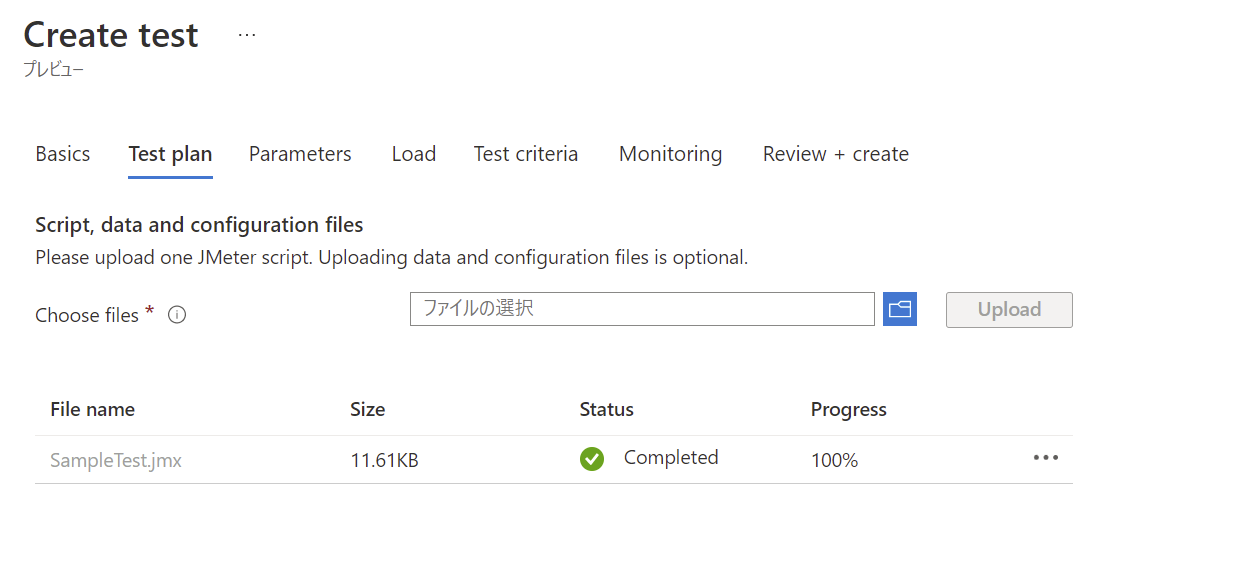 Create test ...
プレビュー
Basics Test plan Parameters Load Test criteria Monitoring Review + create
Script, data and configuration files
Please upload one JMeter script. Uploading data and configuration files is optional.
Choose files * ファイルの選択 Upload
File name Size Status Progress
SampleTest.jmx 11.61KB Completed 100% ...